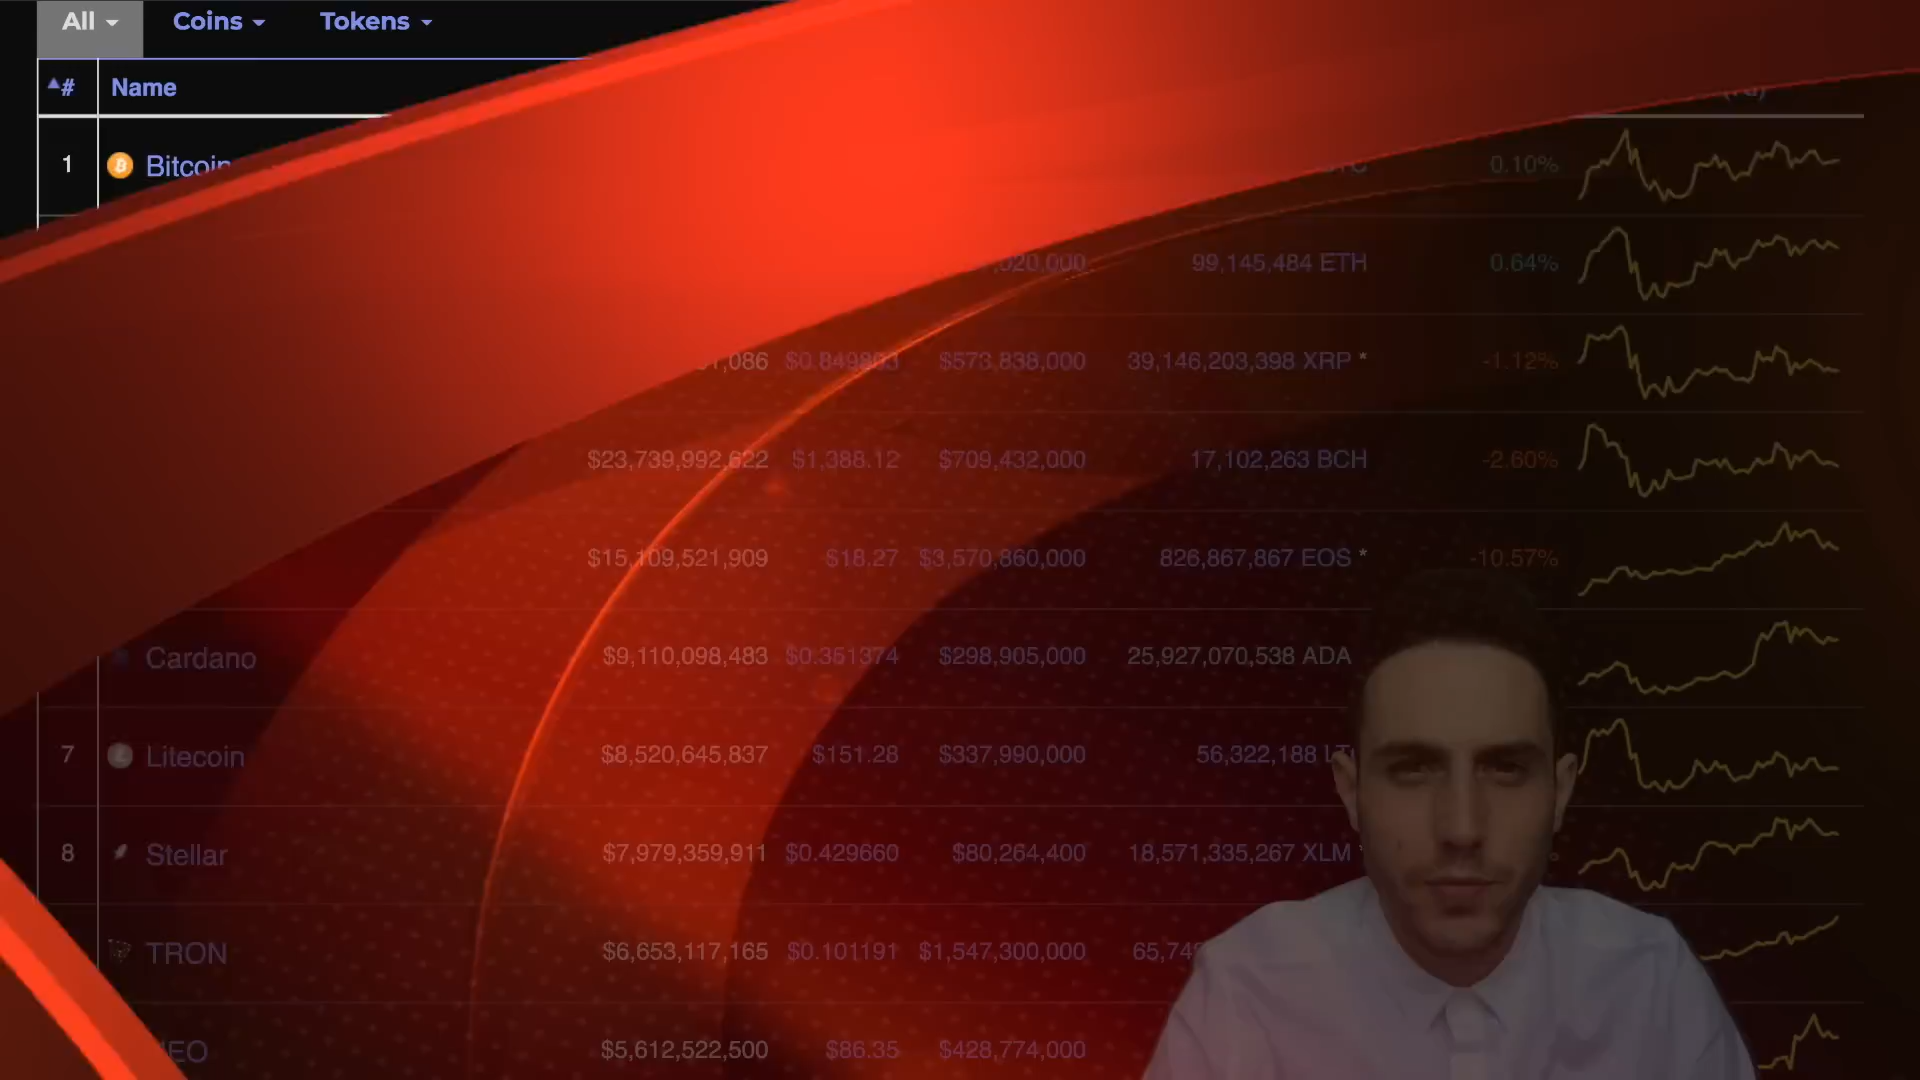 All Coins Tokens
# Name
1 Bitcoin 0.10%
99,145,484 ETH 0.64%
$0.849893 $573,838,000 39,146,203,398 XRP * -1.12%
$23,739,992,622 $1,388.12 $709,432,000 17,102,263 BCH -2.60%
$15,109,521,909 $18.27 $3,570,860,000 826,867,867 EOS * -10.57%
Cardano $9,110,098,483 $0.351374 $298,905,000 25,927,070,538 ADA
7 Litecoin $8,520,645,837 $151.28 $337,990,000 56,322,188
8 Stellar $7,979,359,911 $0.429660 $80,264,400 18,571,335,267 XLM
TRON $6,653,117,165 $0.101191 $1,547,300,000
NEO $5,612,522,500 $86.35 $428,774,000